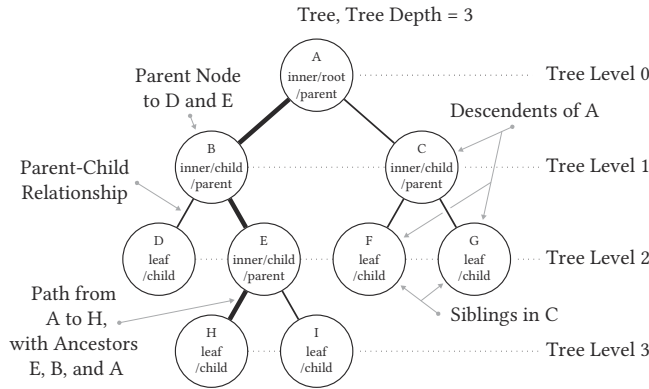 Tree, Tree Depth = 3
A
inner/root
/parent
Tree Level 0
Parent Node
to D and E
Descendents of A
B
inner/child
/parent
C
inner/child
/parent
Tree Level 1
Parent-Child
Relationship
D
leaf
/child
E
inner/child
/parent
F
leaf
/child
G
leaf
/child
Tree Level 2
Path from
A to H,
with Ancestors
E, B, and A
Siblings in C
H
leaf
/child
I
leaf
/child
Tree Level 3